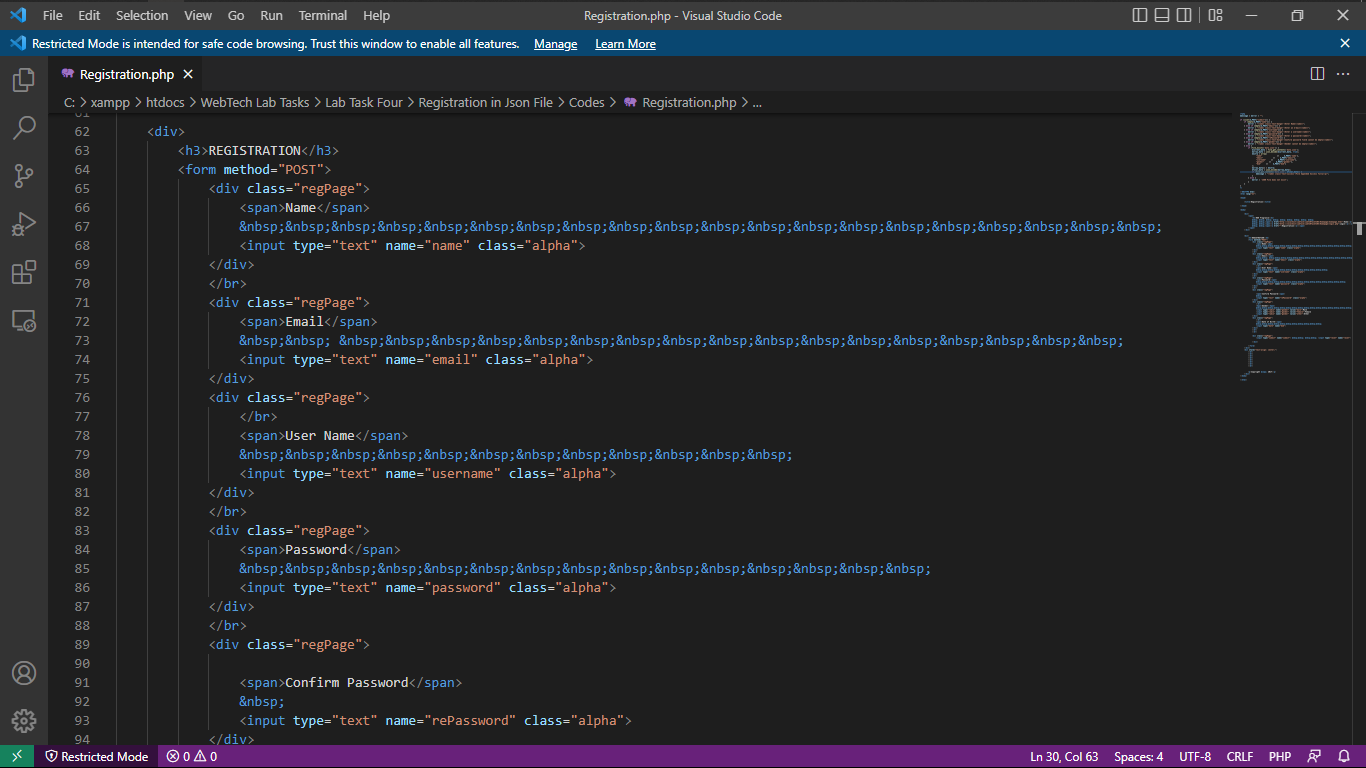 File Edit Selection View Go Run Terminal Help
Registration.php - Visual Studio Code
Restricted Mode is intended for safe code browsing. Trust this window to enable all features. Manage Learn More
Registration.php
C: > xampp > htdocs > WebTech Lab Tasks > Lab Task Four > Registration in Json File > Codes > Registration.php > ...
61
62 <div>
63 <h3>REGISTRATION</h3>
64 <form method="POST">
65 <div class="regPage">
66 <span>Name</span>
67 &nbsp;&nbsp;&nbsp;&nbsp;&nbsp;&nbsp;&nbsp;&nbsp;&nbsp;&nbsp;&nbsp;&nbsp;&nbsp;&nbsp;&nbsp;&nbsp;&nbsp;&nbsp;&nbsp;&nbsp;
68 <input type="text" name="name" class="alpha">
69 </div>
70 </br>
71 <div class="regPage">
72 <span>Email</span>
73 &nbsp;&nbsp; &nbsp;&nbsp;&nbsp;&nbsp;&nbsp;&nbsp;&nbsp;&nbsp;&nbsp;&nbsp;&nbsp;&nbsp;&nbsp;&nbsp;&nbsp;&nbsp;&nbsp;
74 <input type="text" name="email" class="alpha">
75 </div>
76 <div class="regPage">
77 </br>
78 <span>User Name</span>
79 &nbsp;&nbsp;&nbsp;&nbsp;&nbsp;&nbsp;&nbsp;&nbsp;&nbsp;&nbsp;&nbsp;&nbsp;
80 <input type="text" name="username" class="alpha">
81 </div>
82 </br>
83 <div class="regPage">
84 <span>Password</span>
85 &nbsp;&nbsp;&nbsp;&nbsp;&nbsp;&nbsp;&nbsp;&nbsp;&nbsp;&nbsp;&nbsp;&nbsp;&nbsp;&nbsp;&nbsp;
86 <input type="text" name="password" class="alpha">
87 </div>
88 </br>
89 <div class="regPage">
90
91 <span>Confirm Password</span>
92 &nbsp;
93 <input type="text" name="rePassword" class="alpha">
94 </div>
Restricted Mode 0 0 Ln 30, Col 63 Spaces: 4 UTF-8 CRLF PHP